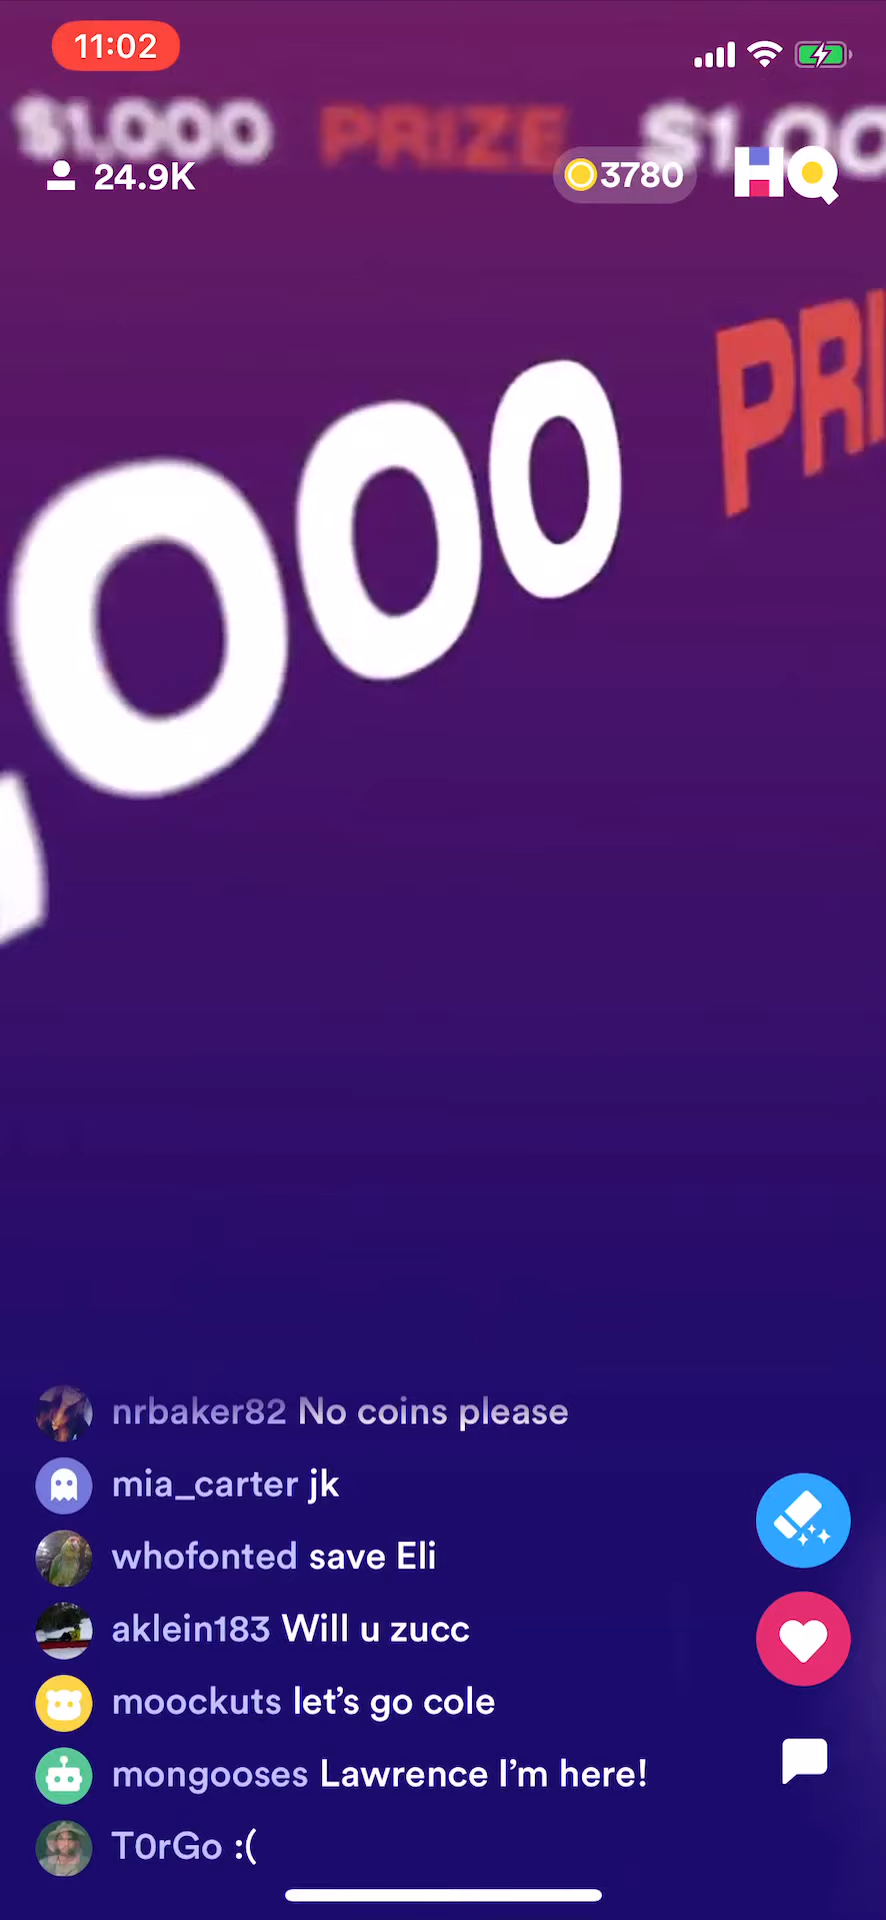 11:02
$1,000 PRIZE $1,00
24.9K 3780 HQ
,000 PRI
nrbaker82 No coins please
mia_carter jk
whofonted save Eli
aklein183 Will u zucc
moockuts let’s go cole
mongooses Lawrence I’m here!
T0rGo :(